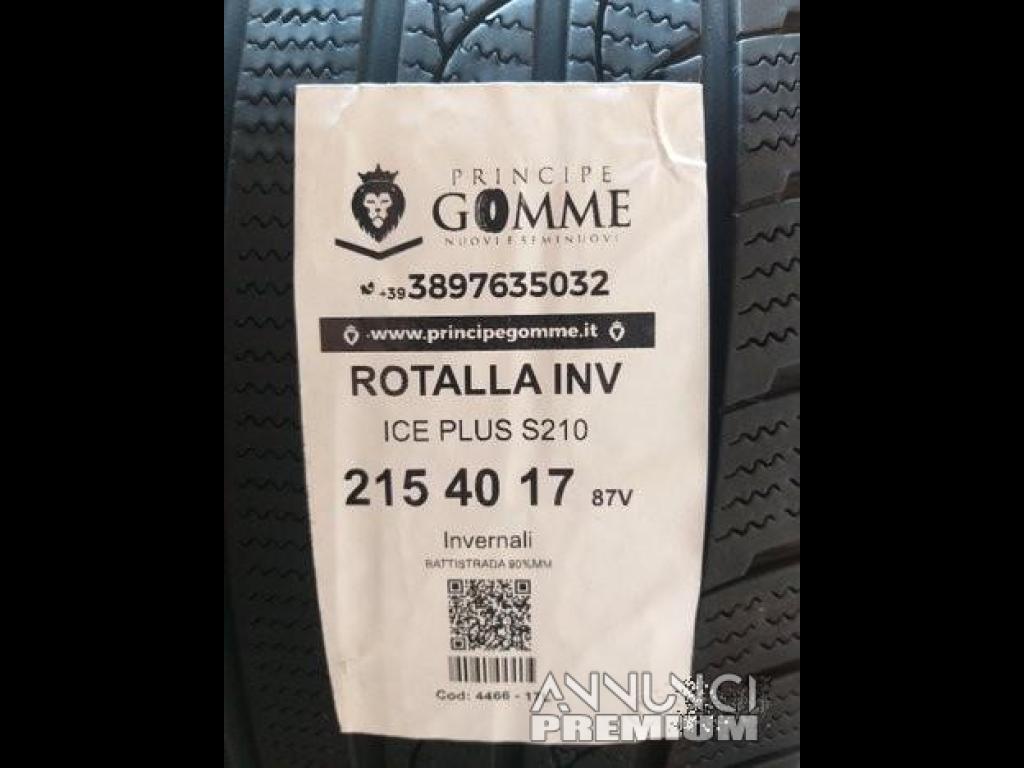 PRINCIPE
GOMME
NUOVI E SEMINUOVI
+39 3897635032
www.principegomme.it
ROTALLA INV
ICE PLUS S210
215 40 17 87V
Invernali
BATTISTRADA 90%MM
Cod: 4466 -
ANNUNCI
PREMIUM